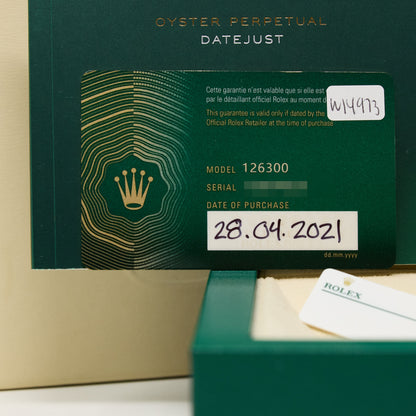 OYSTER PERPETUAL
DATEJUST
Cette garantie n'est valable que si elle est
par le détaillant officiel Rolex au moment d
This guarantee is valid only if dated by the
Official Rolex Retailer at the time of purchase
W14973
MODEL 126300
SERIAL
DATE OF PURCHASE
28.04.2021
dd.mm.yyyy
ROLEX